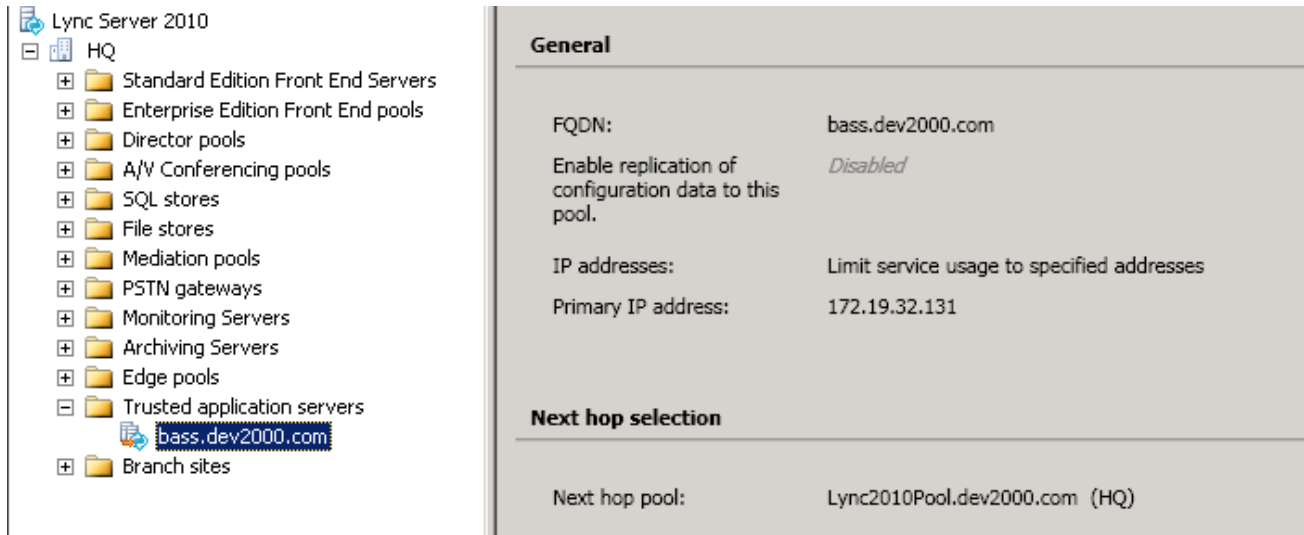 Lync Server 2010
HQ
Standard Edition Front End Servers
Enterprise Edition Front End pools
Director pools
A/V Conferencing pools
SQL stores
File stores
Mediation pools
PSTN gateways
Monitoring Servers
Archiving Servers
Edge pools
Trusted application servers
bass.dev2000.com
Branch sites
General
FQDN: bass.dev2000.com
Enable replication of Disabled
configuration data to this
pool.
IP addresses: Limit service usage to specified addresses
Primary IP address: 172.19.32.131
Next hop selection
Next hop pool: Lync2010Pool.dev2000.com (HQ)